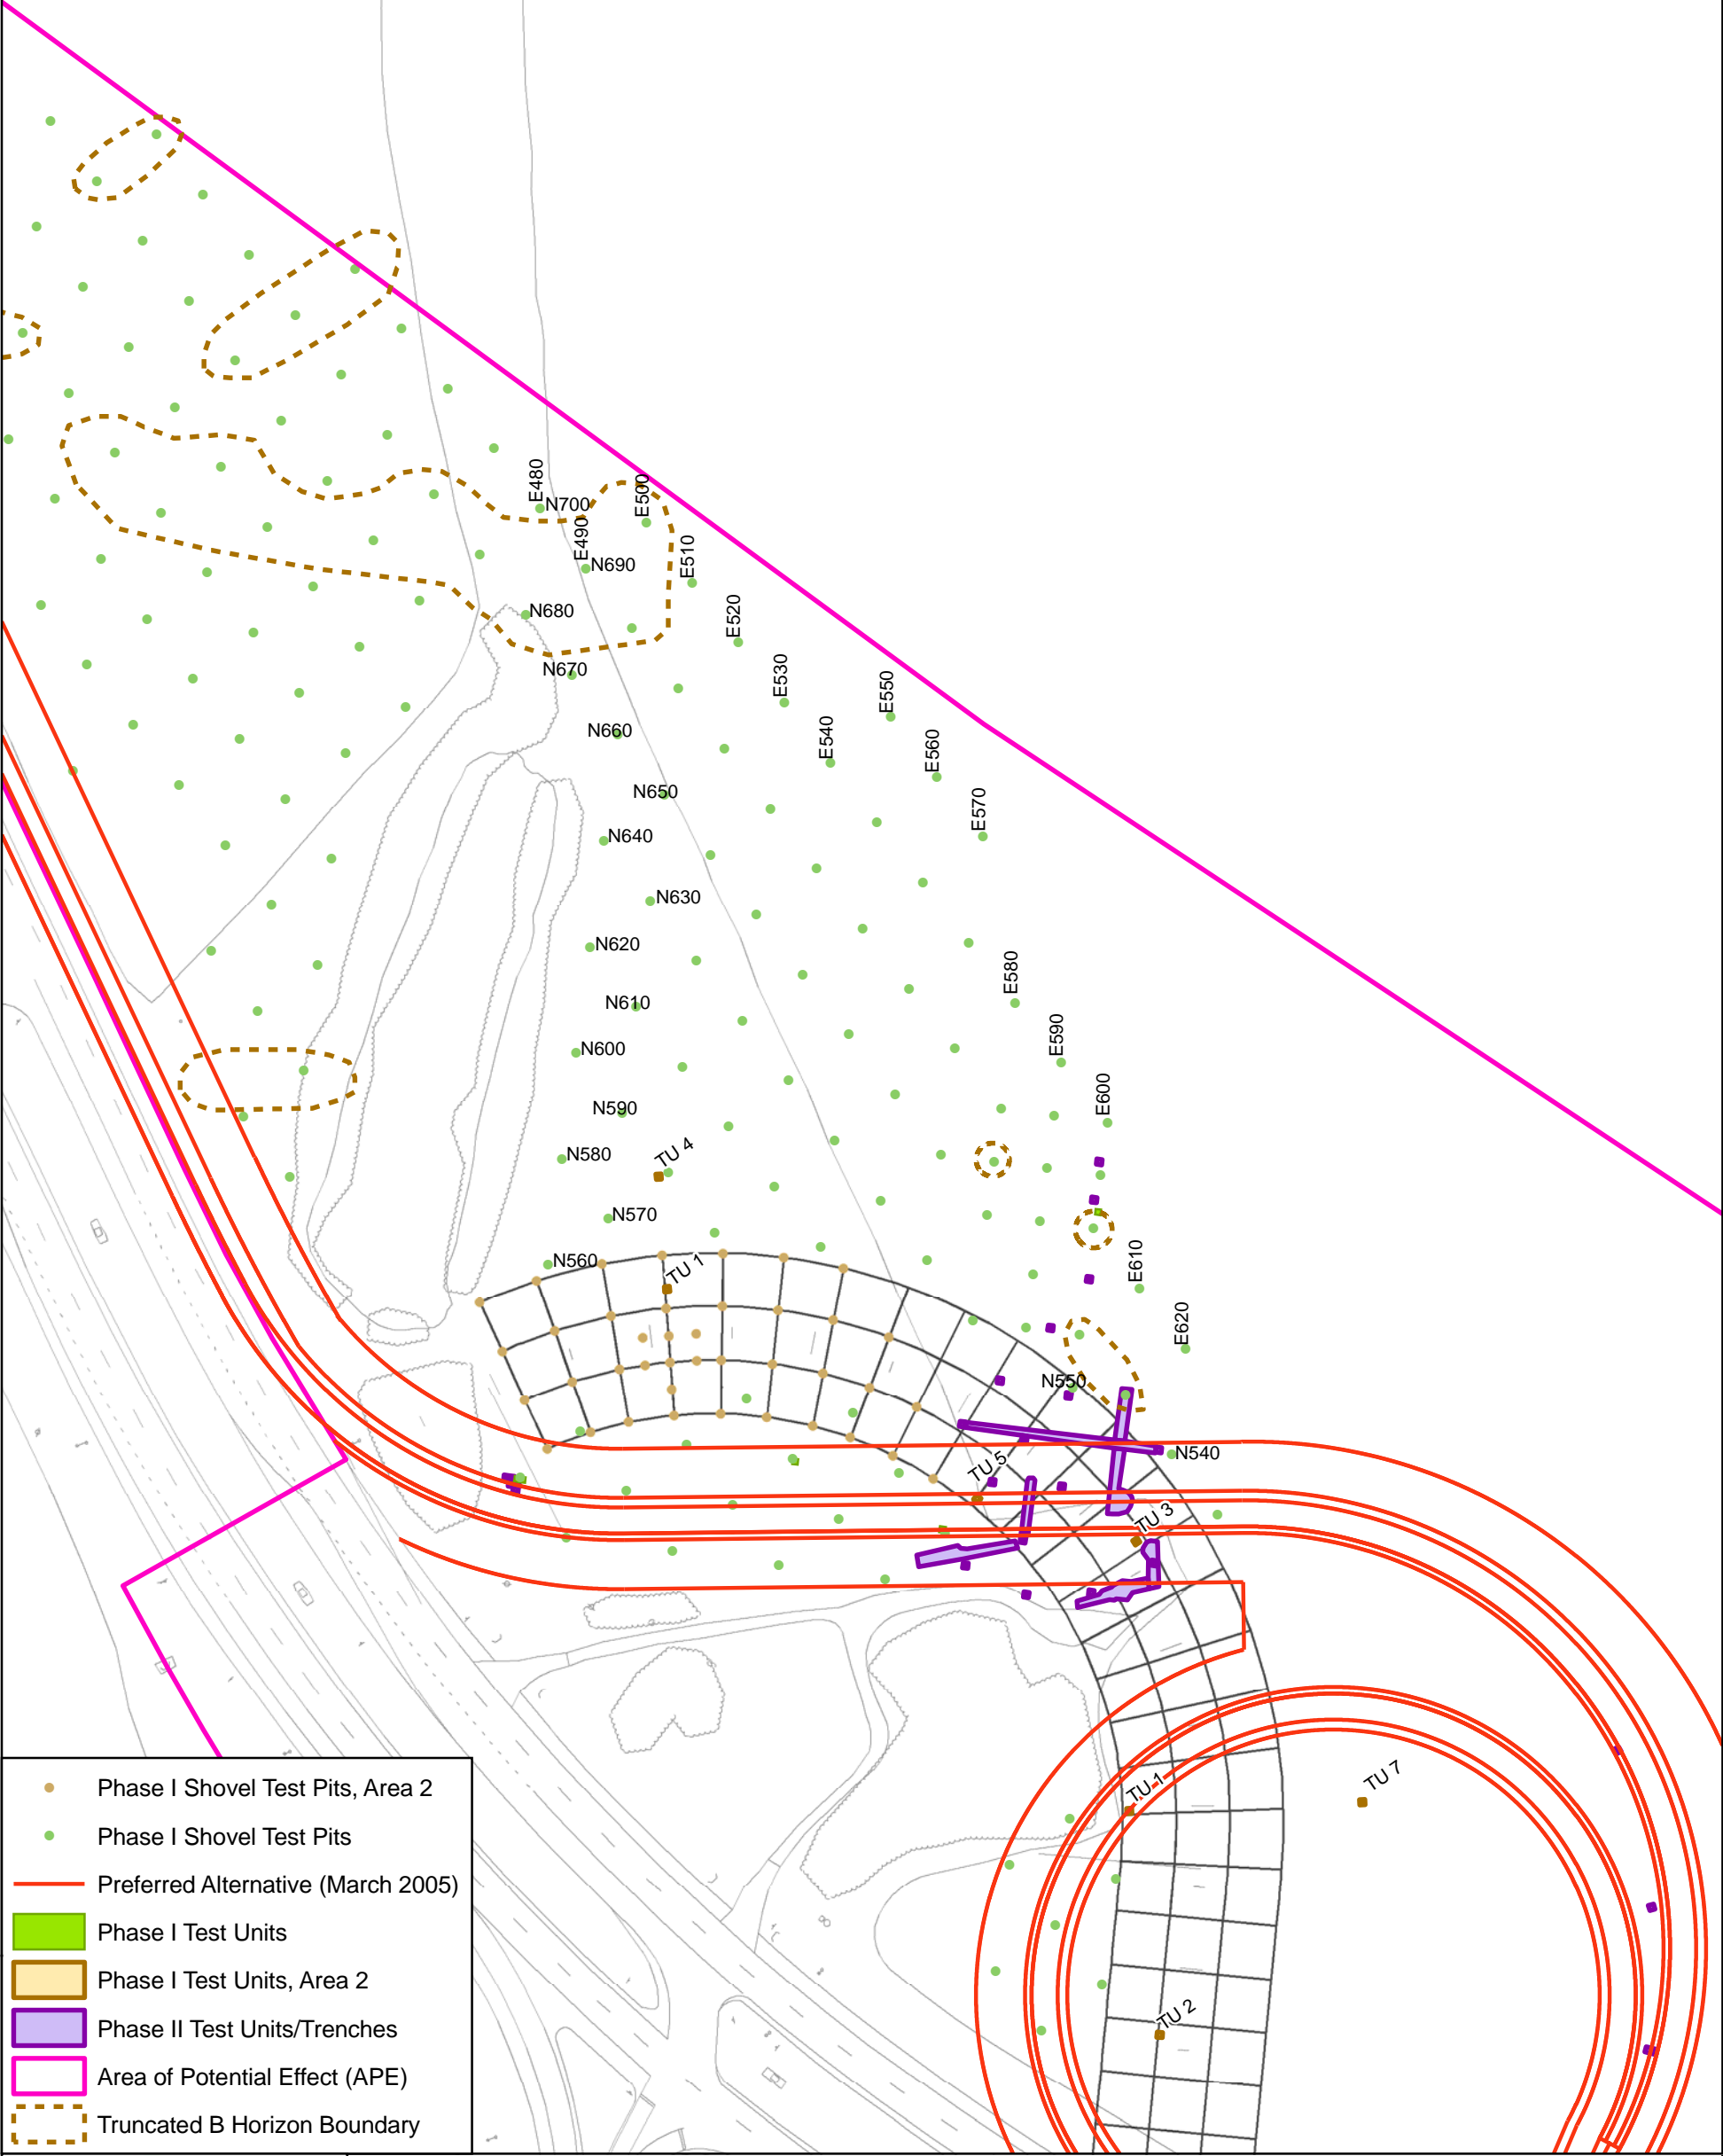 E480
N700
E500
E490
N690
E510
N680
E520
N670
E530
E550
N660
E540
E560
N650
E570
N640
N630
N620
E580
N610
E590
N600
E600
N590
TU 4
N580
N570
N560
E610
TU 1
E620
N550
N540
TU 5
TU 3
TU 7
TU 1
TU 2
Phase I Shovel Test Pits, Area 2
Phase I Shovel Test Pits
Preferred Alternative (March 2005)
Phase I Test Units
Phase I Test Units, Area 2
Phase II Test Units/Trenches
Area of Potential Effect (APE)
Truncated B Horizon Boundary